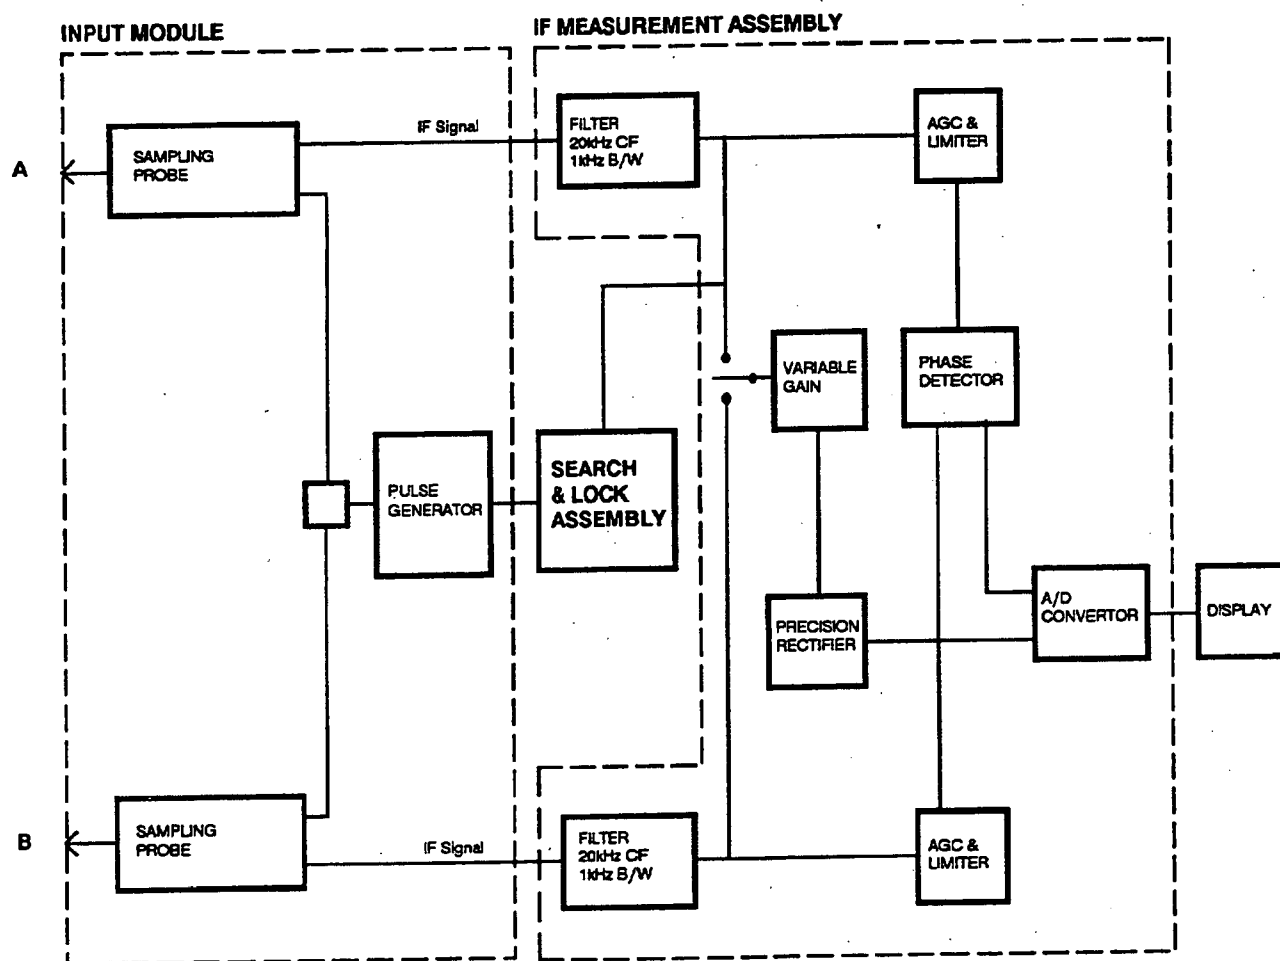 INPUT MODULE
IF MEASUREMENT ASSEMBLY
A
SAMPLING
PROBE
IF Signal
FILTER
20kHz CF
1kHz B/W
AGC &
LIMITER
VARIABLE
GAIN
PHASE
DETECTOR
PULSE
GENERATOR
SEARCH
& LOCK
ASSEMBLY
PRECISION
RECTIFIER
A/D
CONVERTOR
DISPLAY
B
SAMPLING
PROBE
IF Signal
FILTER
20kHz CF
1kHz B/W
AGC &
LIMITER